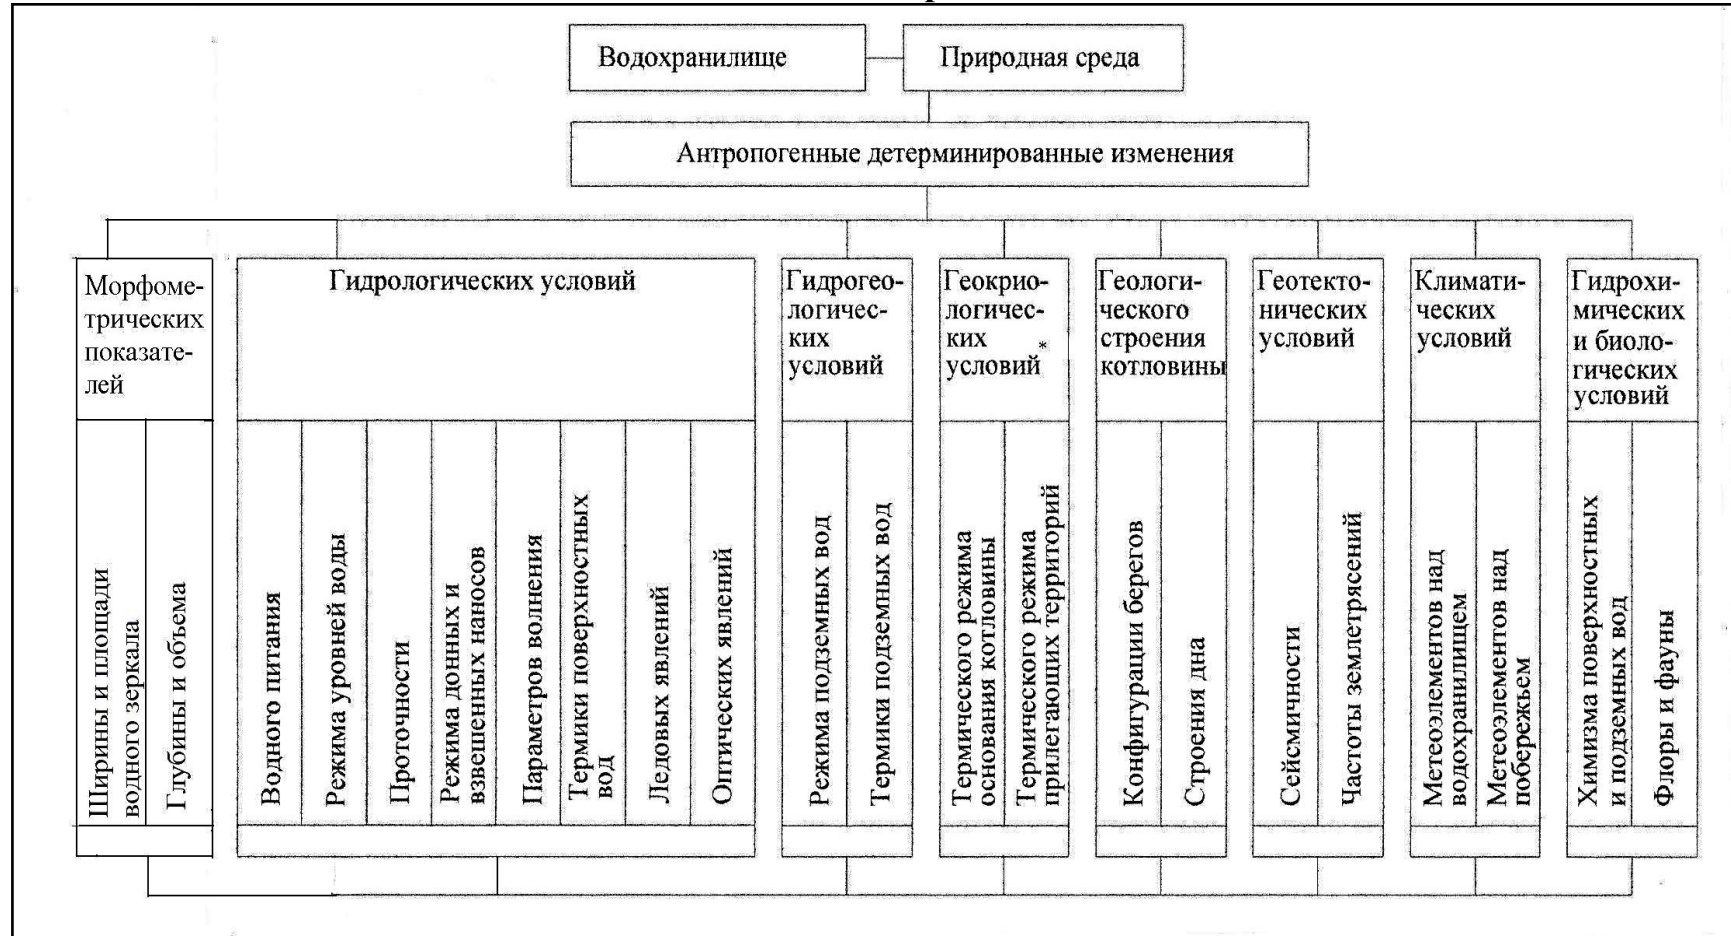 Водохранилище
Природная среда
Антропогенные детерминированные изменения
Морфоме-
трических
показате-
лей
Гидрологических условий
Гидрогео-
логичес-
ких
условий
Геокрио-
логичес-
ких *
условий
Геологи-
ческого
строения
котловины
Геотекто-
нических
условий
Климати-
ческих
условий
Гидрохи-
мических
и биоло-
гических
условий
Ширины и площади
водного зеркала
Глубины и объема
Водного питания
Режима уровней воды
Проточности
Режима донных и
взвешенных наносов
Параметров волнения
Термики поверхностных
вод
Ледовых явлений
Оптических явлений
Режима подземных вод
Термики подземных вод
Термического режима
основания котловины
Термического режима
прилегающих территорий
Конфигурации берегов
Строения дна
Сейсмичности
Частоты землетрясений
Метеоэлементов над
водохранилищем
Метеоэлементов над
побережьем
Химизма поверхностных
и подземных вод
Флоры и фауны